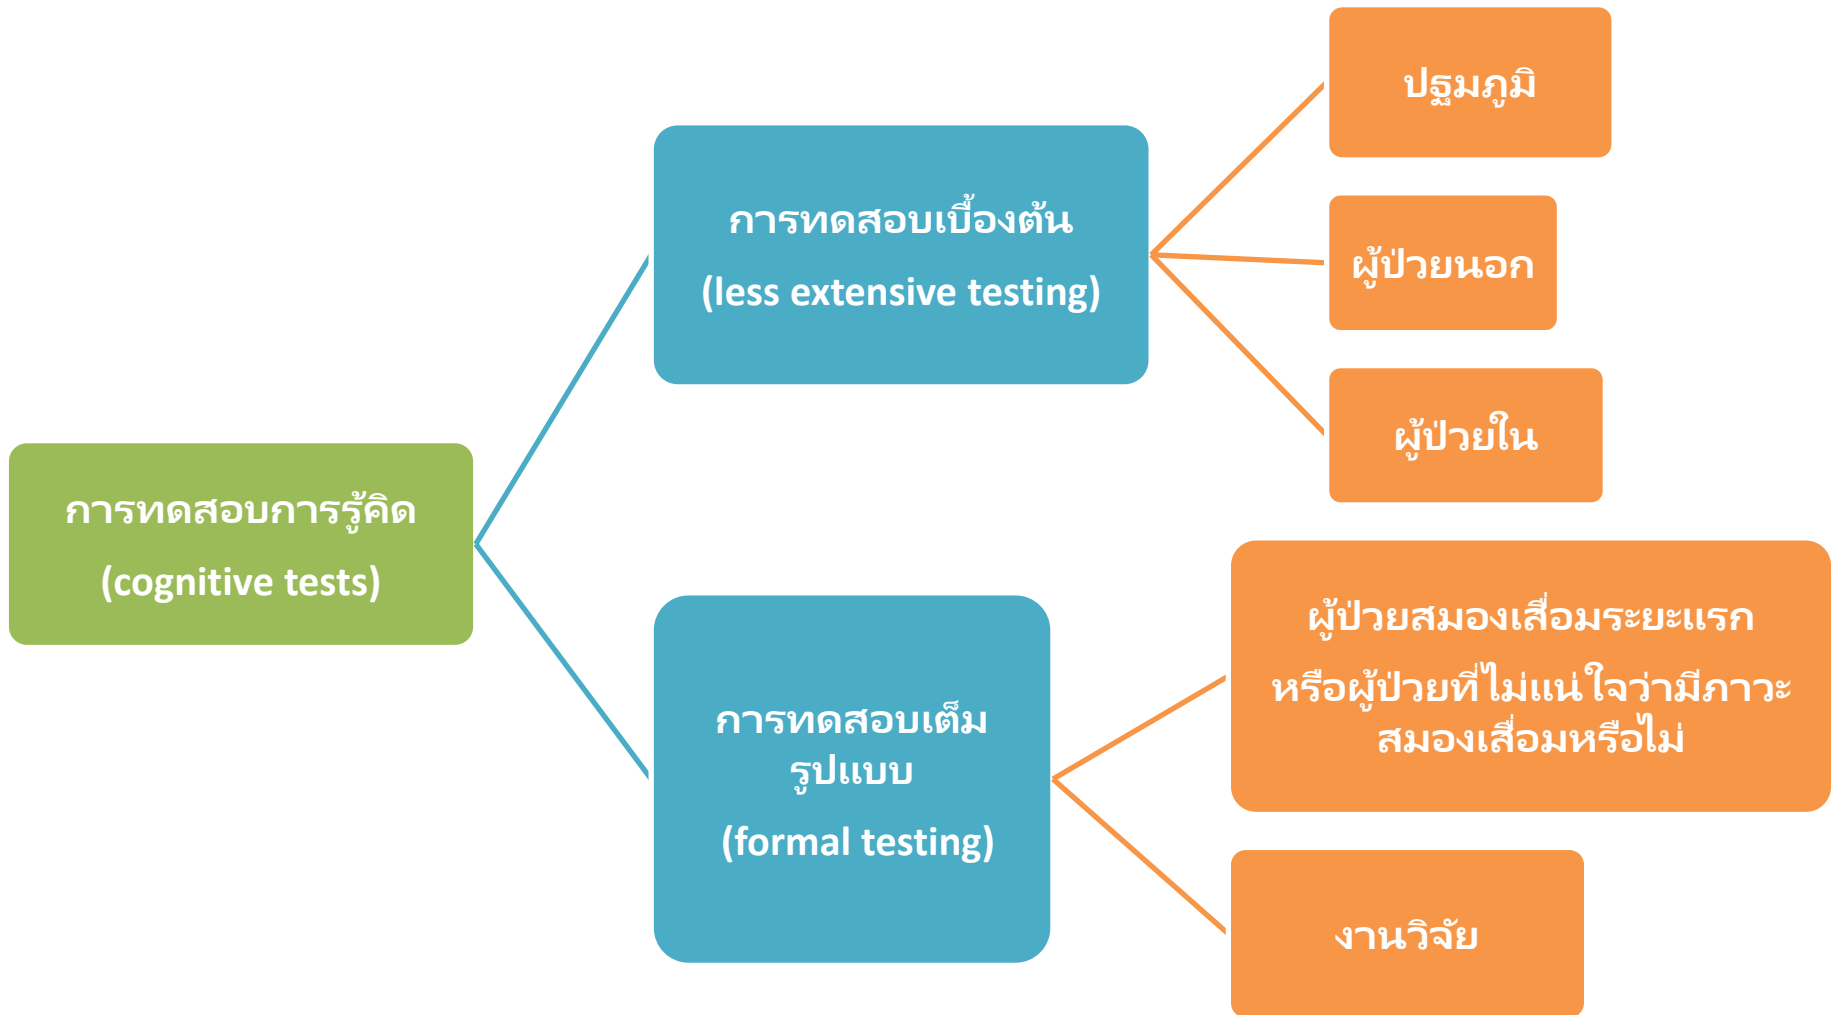 การทดสอบการรู้คิด
(cognitive tests)
การทดสอบเบื้องต้น
(less extensive testing)
ปฐมภูมิ
ผู้ป่วยนอก
ผู้ป่วยใน
การทดสอบเต็ม
รูปแบบ
(formal testing)
ผู้ป่วยสมองเสื่อมระยะแรก
หรือผู้ป่วยที่ไม่แน่ใจว่ามีภาวะ
สมองเสื่อมหรือไม่
งานวิจัย